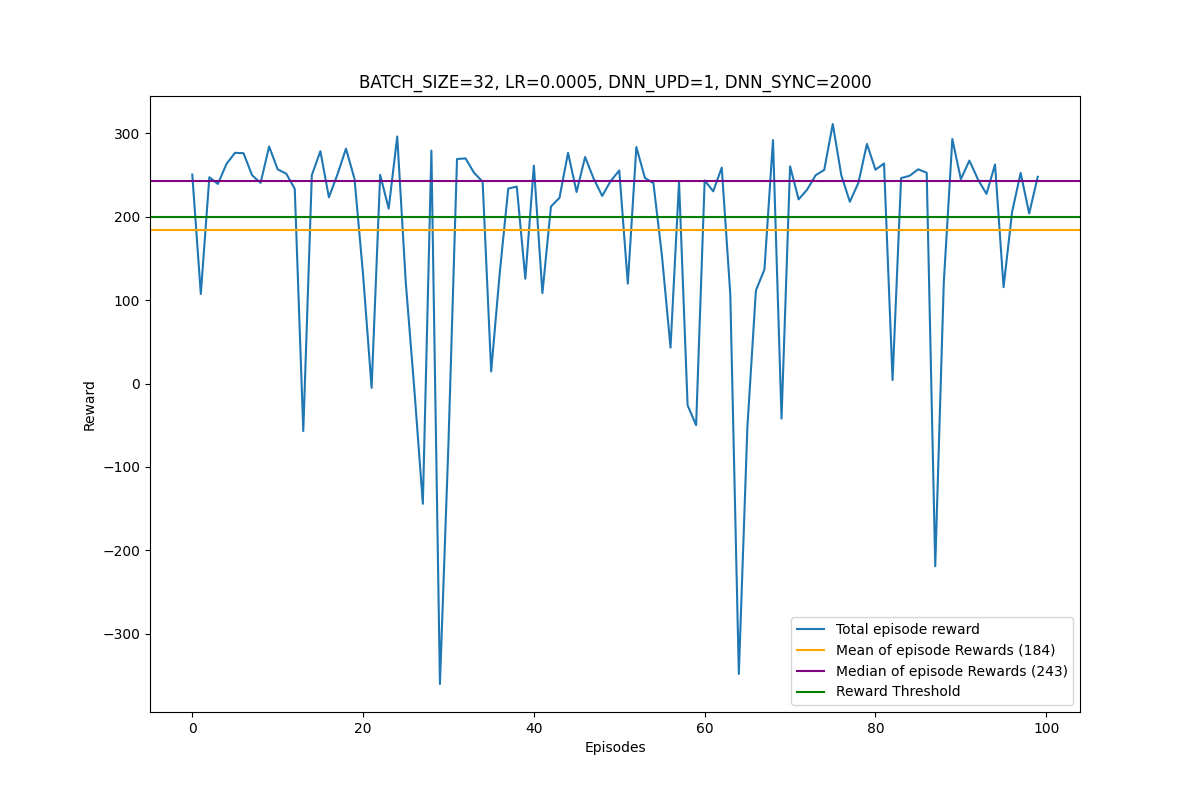 BATCH_SIZE=32, LR=0.0005, DNN_UPD=1, DNN_SYNC=2000
300
200
100
0
−100
−200
−300
Reward
0 20 40 60 80 100
Episodes
Total episode reward
Mean of episode Rewards (184)
Median of episode Rewards (243)
Reward Threshold